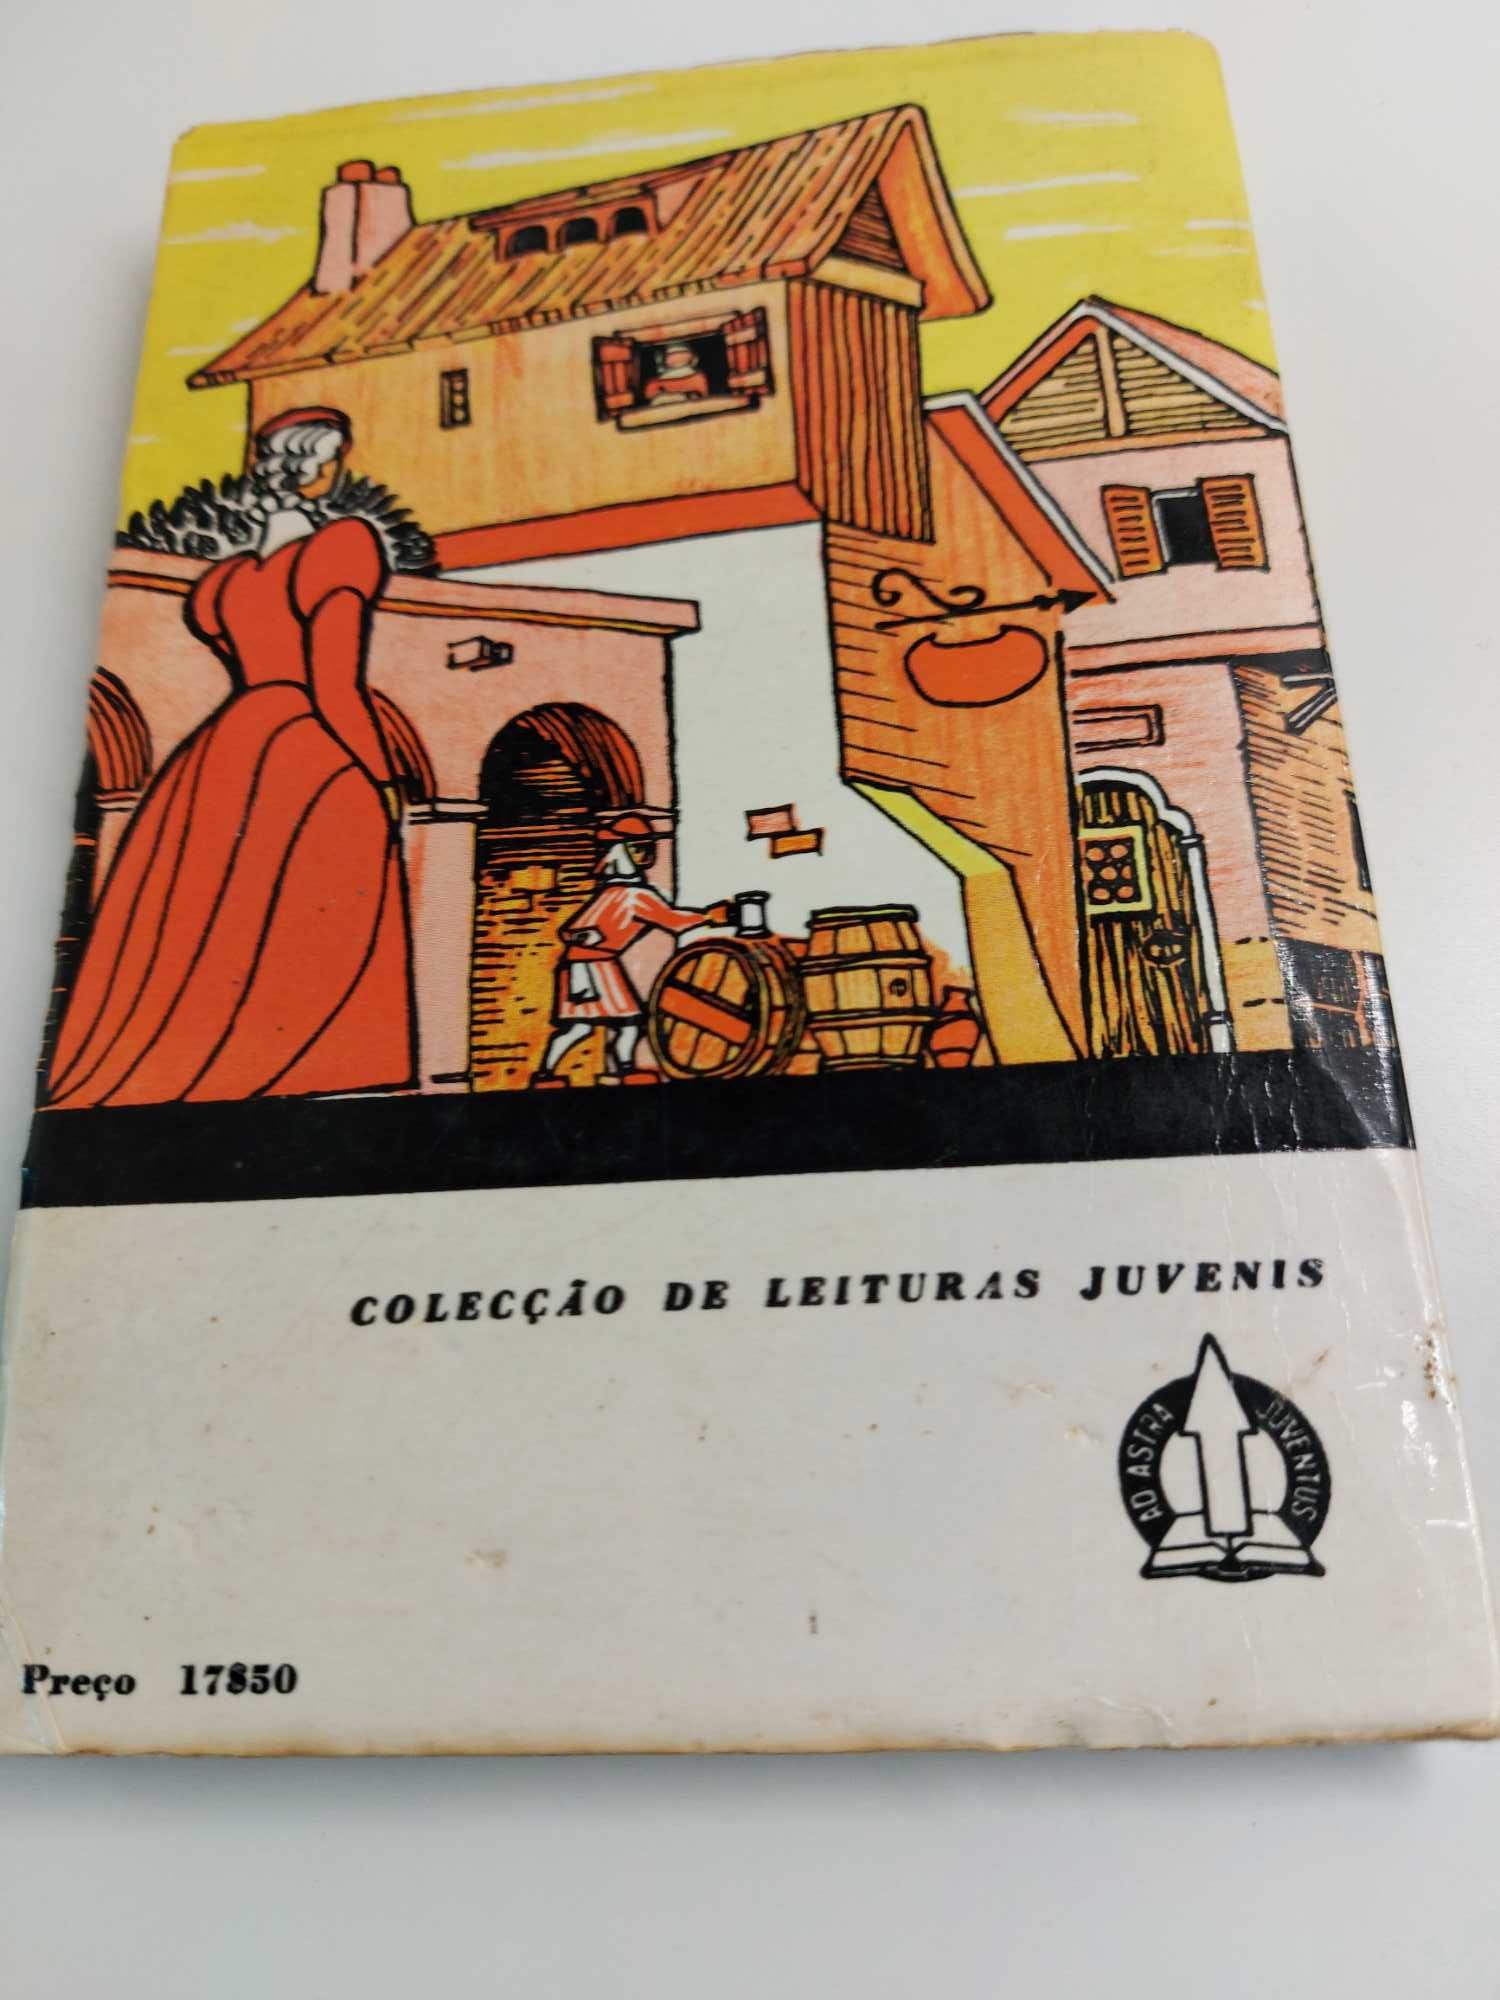 COLECÇÃO DE LEITURAS JUVENIS
AD ASTRA JUVENTUS
Preço 17$50